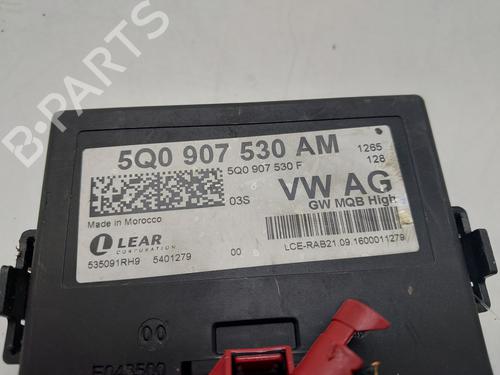 B-PARTS
5Q0 907 530 AM
5Q0 907 530 F
1265
128
03S
VW AG
GW MQB High
Made in Morocco
LEAR
CORPORATION
535091RH9 5401279
00
LCE-RAB21.09.1600011279
00